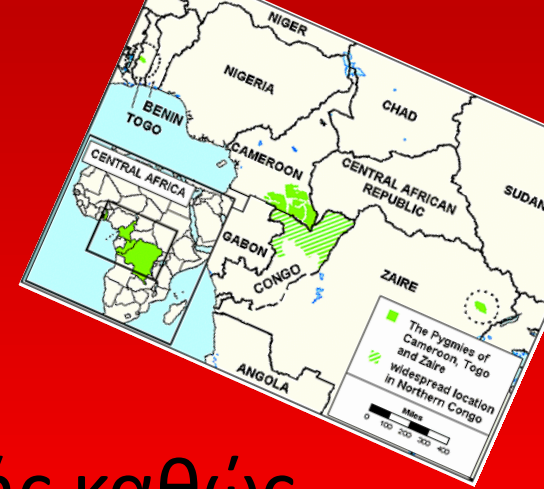 NIGER
NIGERIA
CHAD
BENIN
TOGO
CAMEROON
CENTRAL AFRICAN
REPUBLIC
SUDAN
CENTRAL AFRICA
GABON
CONGO
ZAIRE
ANGOLA
The Pygmies of
Cameroon, Togo
and Zaire
widespread location
in Northern Congo
Miles
0 100 200 300 400
καθώς